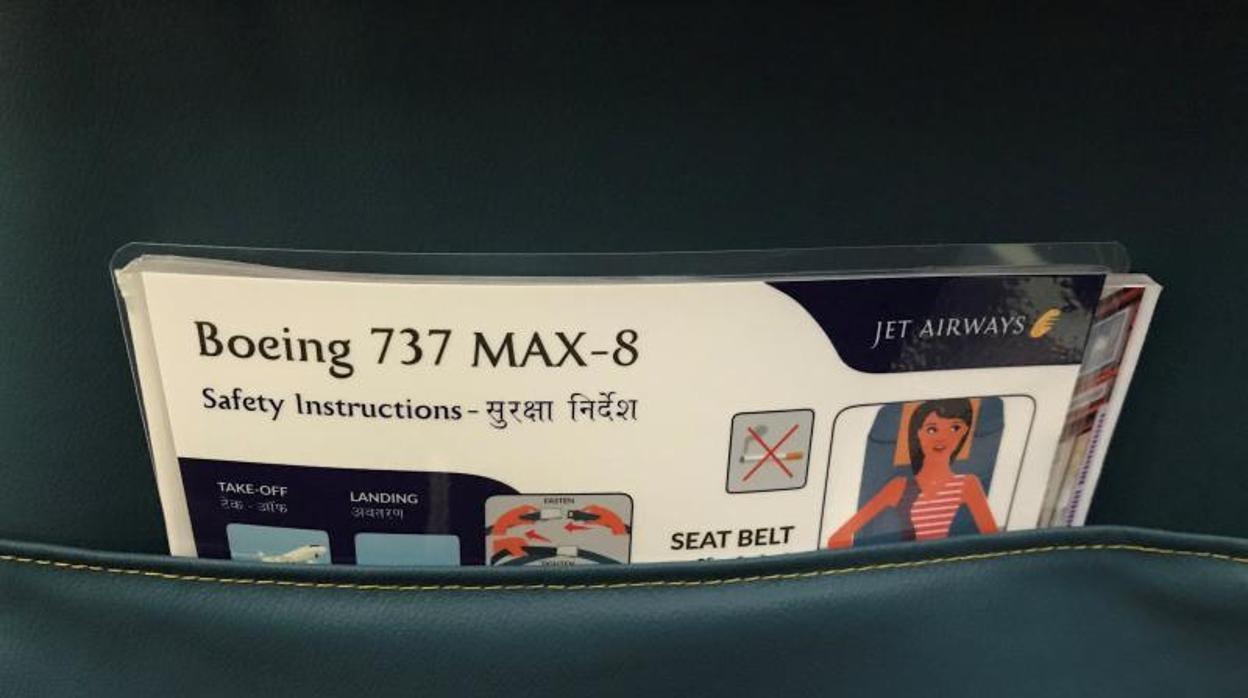 Boeing 737 MAX-8
JET AIRWAYS
Safety Instructions - सुरक्षा निर्देश
TAKE-OFF
टेक - ऑफ
LANDING
अवतरण
FASTEN
SEAT BELT